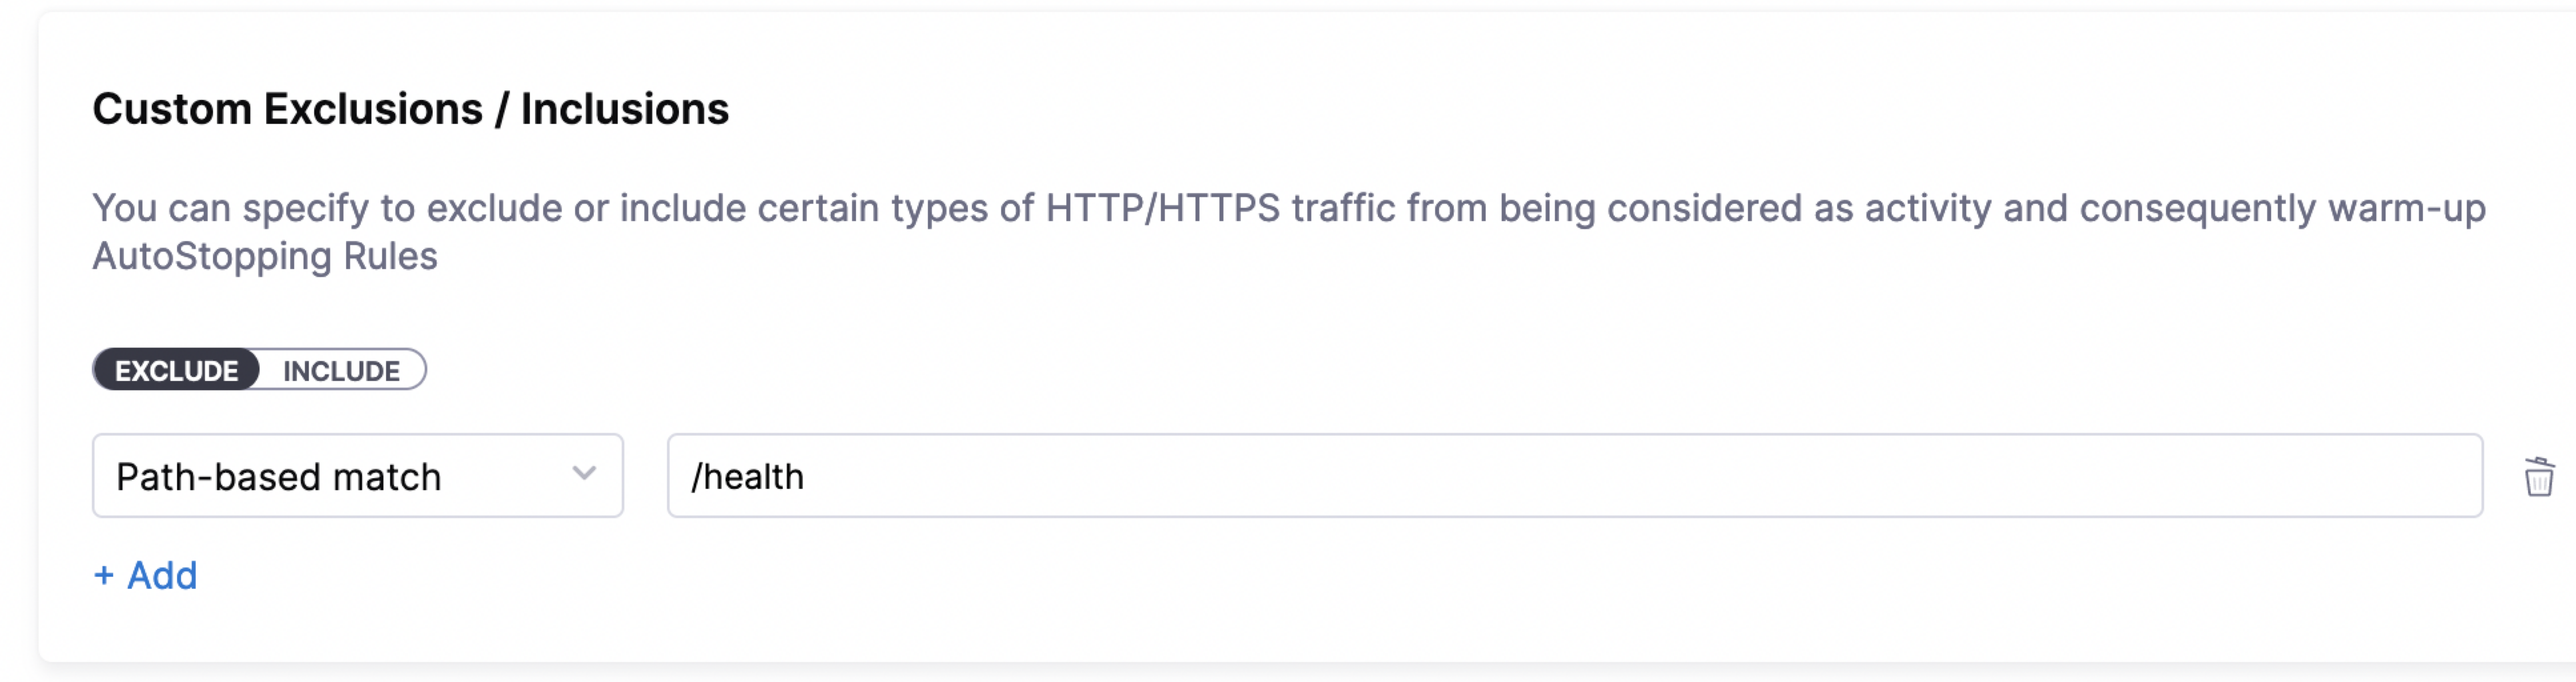 Custom Exclusions / Inclusions
You can specify to exclude or include certain types of HTTP/HTTPS traffic from being considered as activity and consequently warm-up
AutoStopping Rules
EXCLUDE INCLUDE
Path-based match /health
+ Add